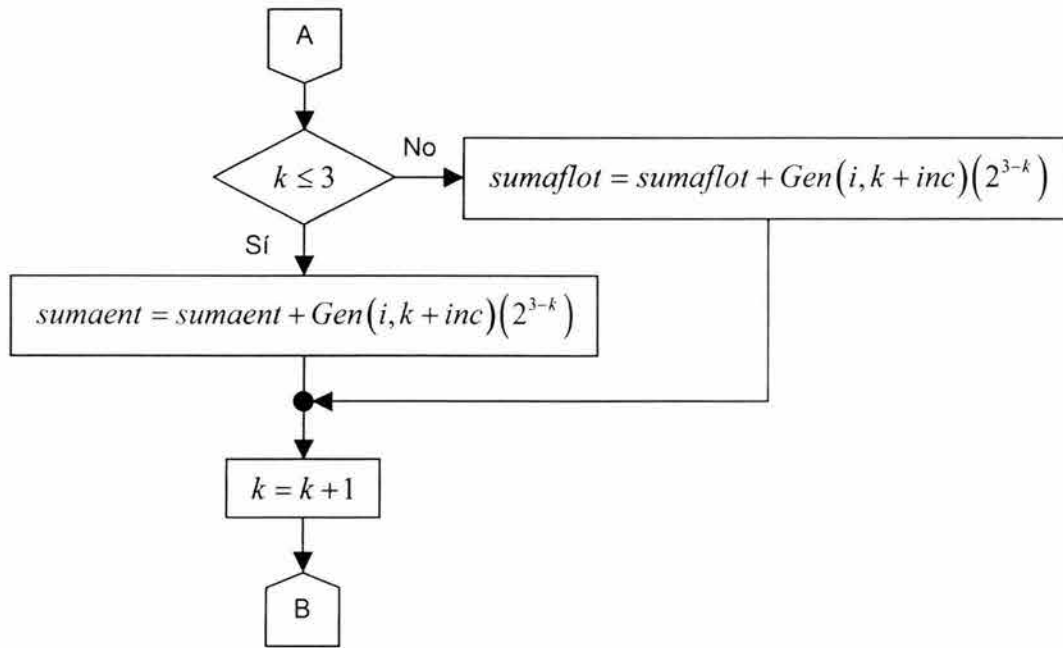 A
k ≤ 3
No
sumaflot = sumaflot + Gen(i, k + inc)(2^{3-k})
Sí
sumaent = sumaent + Gen(i, k + inc)(2^{3-k})
k = k + 1
B